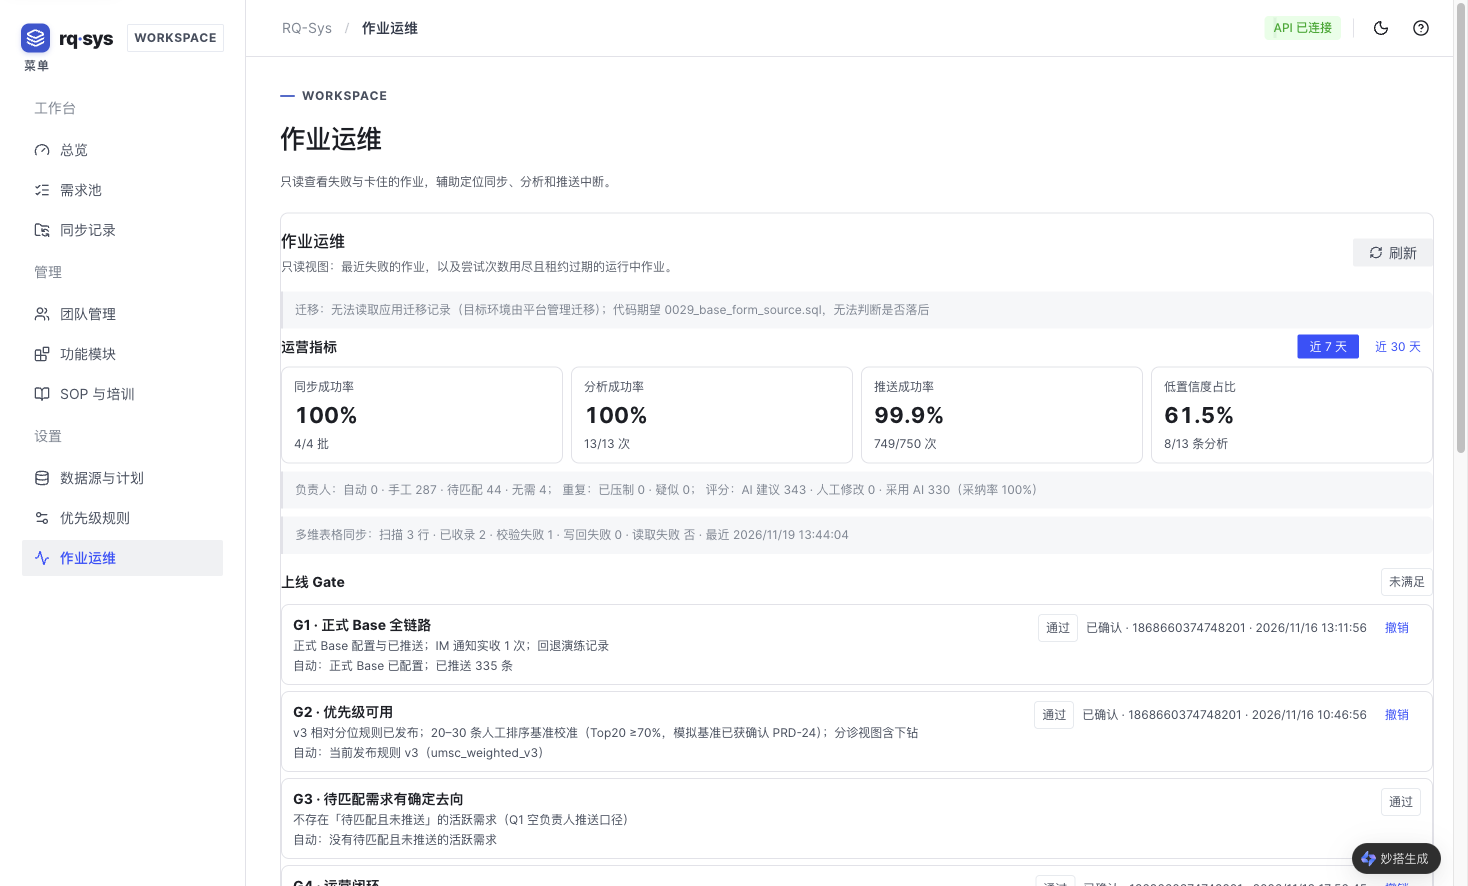 rq·sys WORKSPACE
菜单
工作台
总览
需求池
同步记录
管理
团队管理
功能模块
SOP 与培训
设置
数据源与计划
优先级规则
作业运维
RQ-Sys / 作业运维
API 已连接
WORKSPACE
作业运维
只读查看失败与卡住的作业，辅助定位同步、分析和推送中断。
作业运维
只读视图：最近失败的作业，以及尝试次数用尽且租约过期的运行中作业。
刷新
迁移：无法读取应用迁移记录（目标环境由平台管理迁移）；代码期望 0029_base_form_source.sql，无法判断是否落后
运营指标
近 7 天 近 30 天
同步成功率
100%
4/4 批
分析成功率
100%
13/13 次
推送成功率
99.9%
749/750 次
低置信度占比
61.5%
8/13 条分析
负责人：自动 0 · 手工 287 · 待匹配 44 · 无需 4； 重复：已压制 0 · 疑似 0； 评分：AI 建议 343 · 人工修改 0 · 采用 AI 330（采纳率 100%）
多维表格同步：扫描 3 行 · 已收录 2 · 校验失败 1 · 写回失败 0 · 读取失败 否 · 最近 2026/11/19 13:44:04
上线 Gate
未满足
G1 · 正式 Base 全链路
正式 Base 配置与已推送；IM 通知实收 1 次；回退演练记录
自动：正式 Base 已配置；已推送 335 条
通过 已确认 · 1868660374748201 · 2026/11/16 13:11:56 撤销
G2 · 优先级可用
v3 相对分位规则已发布；20–30 条人工排序基准校准（Top20 ≥70%，模拟基准已获确认 PRD-24）；分诊视图含下钻
自动：当前发布规则 v3（umsc_weighted_v3）
通过 已确认 · 1868660374748201 · 2026/11/16 10:46:56 撤销
G3 · 待匹配需求有确定去向
不存在「待匹配且未推送」的活跃需求（Q1 空负责人推送口径）
自动：没有待匹配且未推送的活跃需求
通过
G4 · 运营闭环
妙搭生成